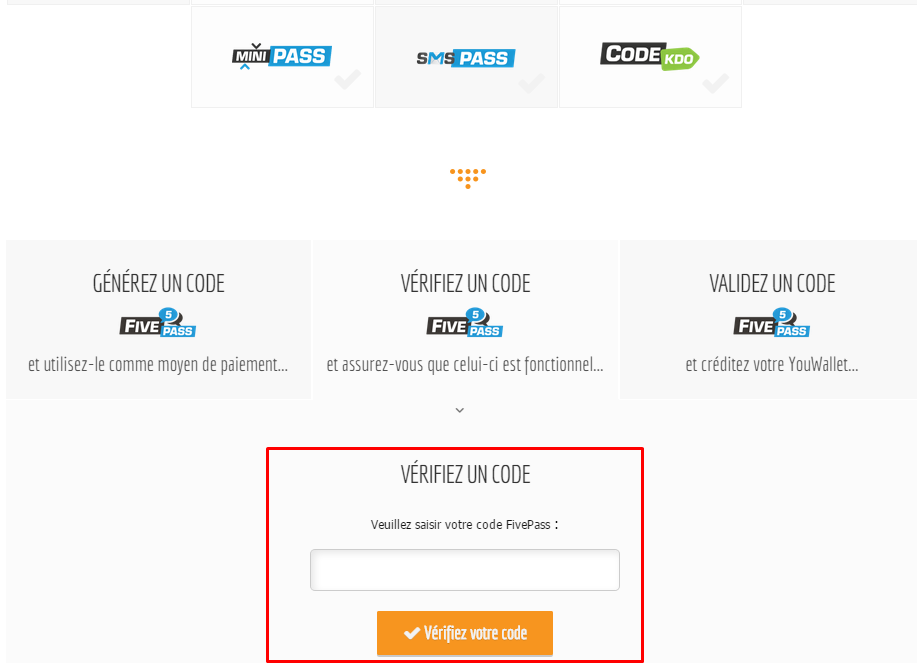 MINI PASS
SMS PASS
CODE KDO
GÉNÉREZ UN CODE
FIVE 5 PASS
et utilisez-le comme moyen de paiement...
VÉRIFIEZ UN CODE
FIVE 5 PASS
et assurez-vous que celui-ci est fonctionnel...
VALIDEZ UN CODE
FIVE 5 PASS
et créditez votre YouWallet...
VÉRIFIEZ UN CODE
Veuillez saisir votre code FivePass :
Vérifiez votre code